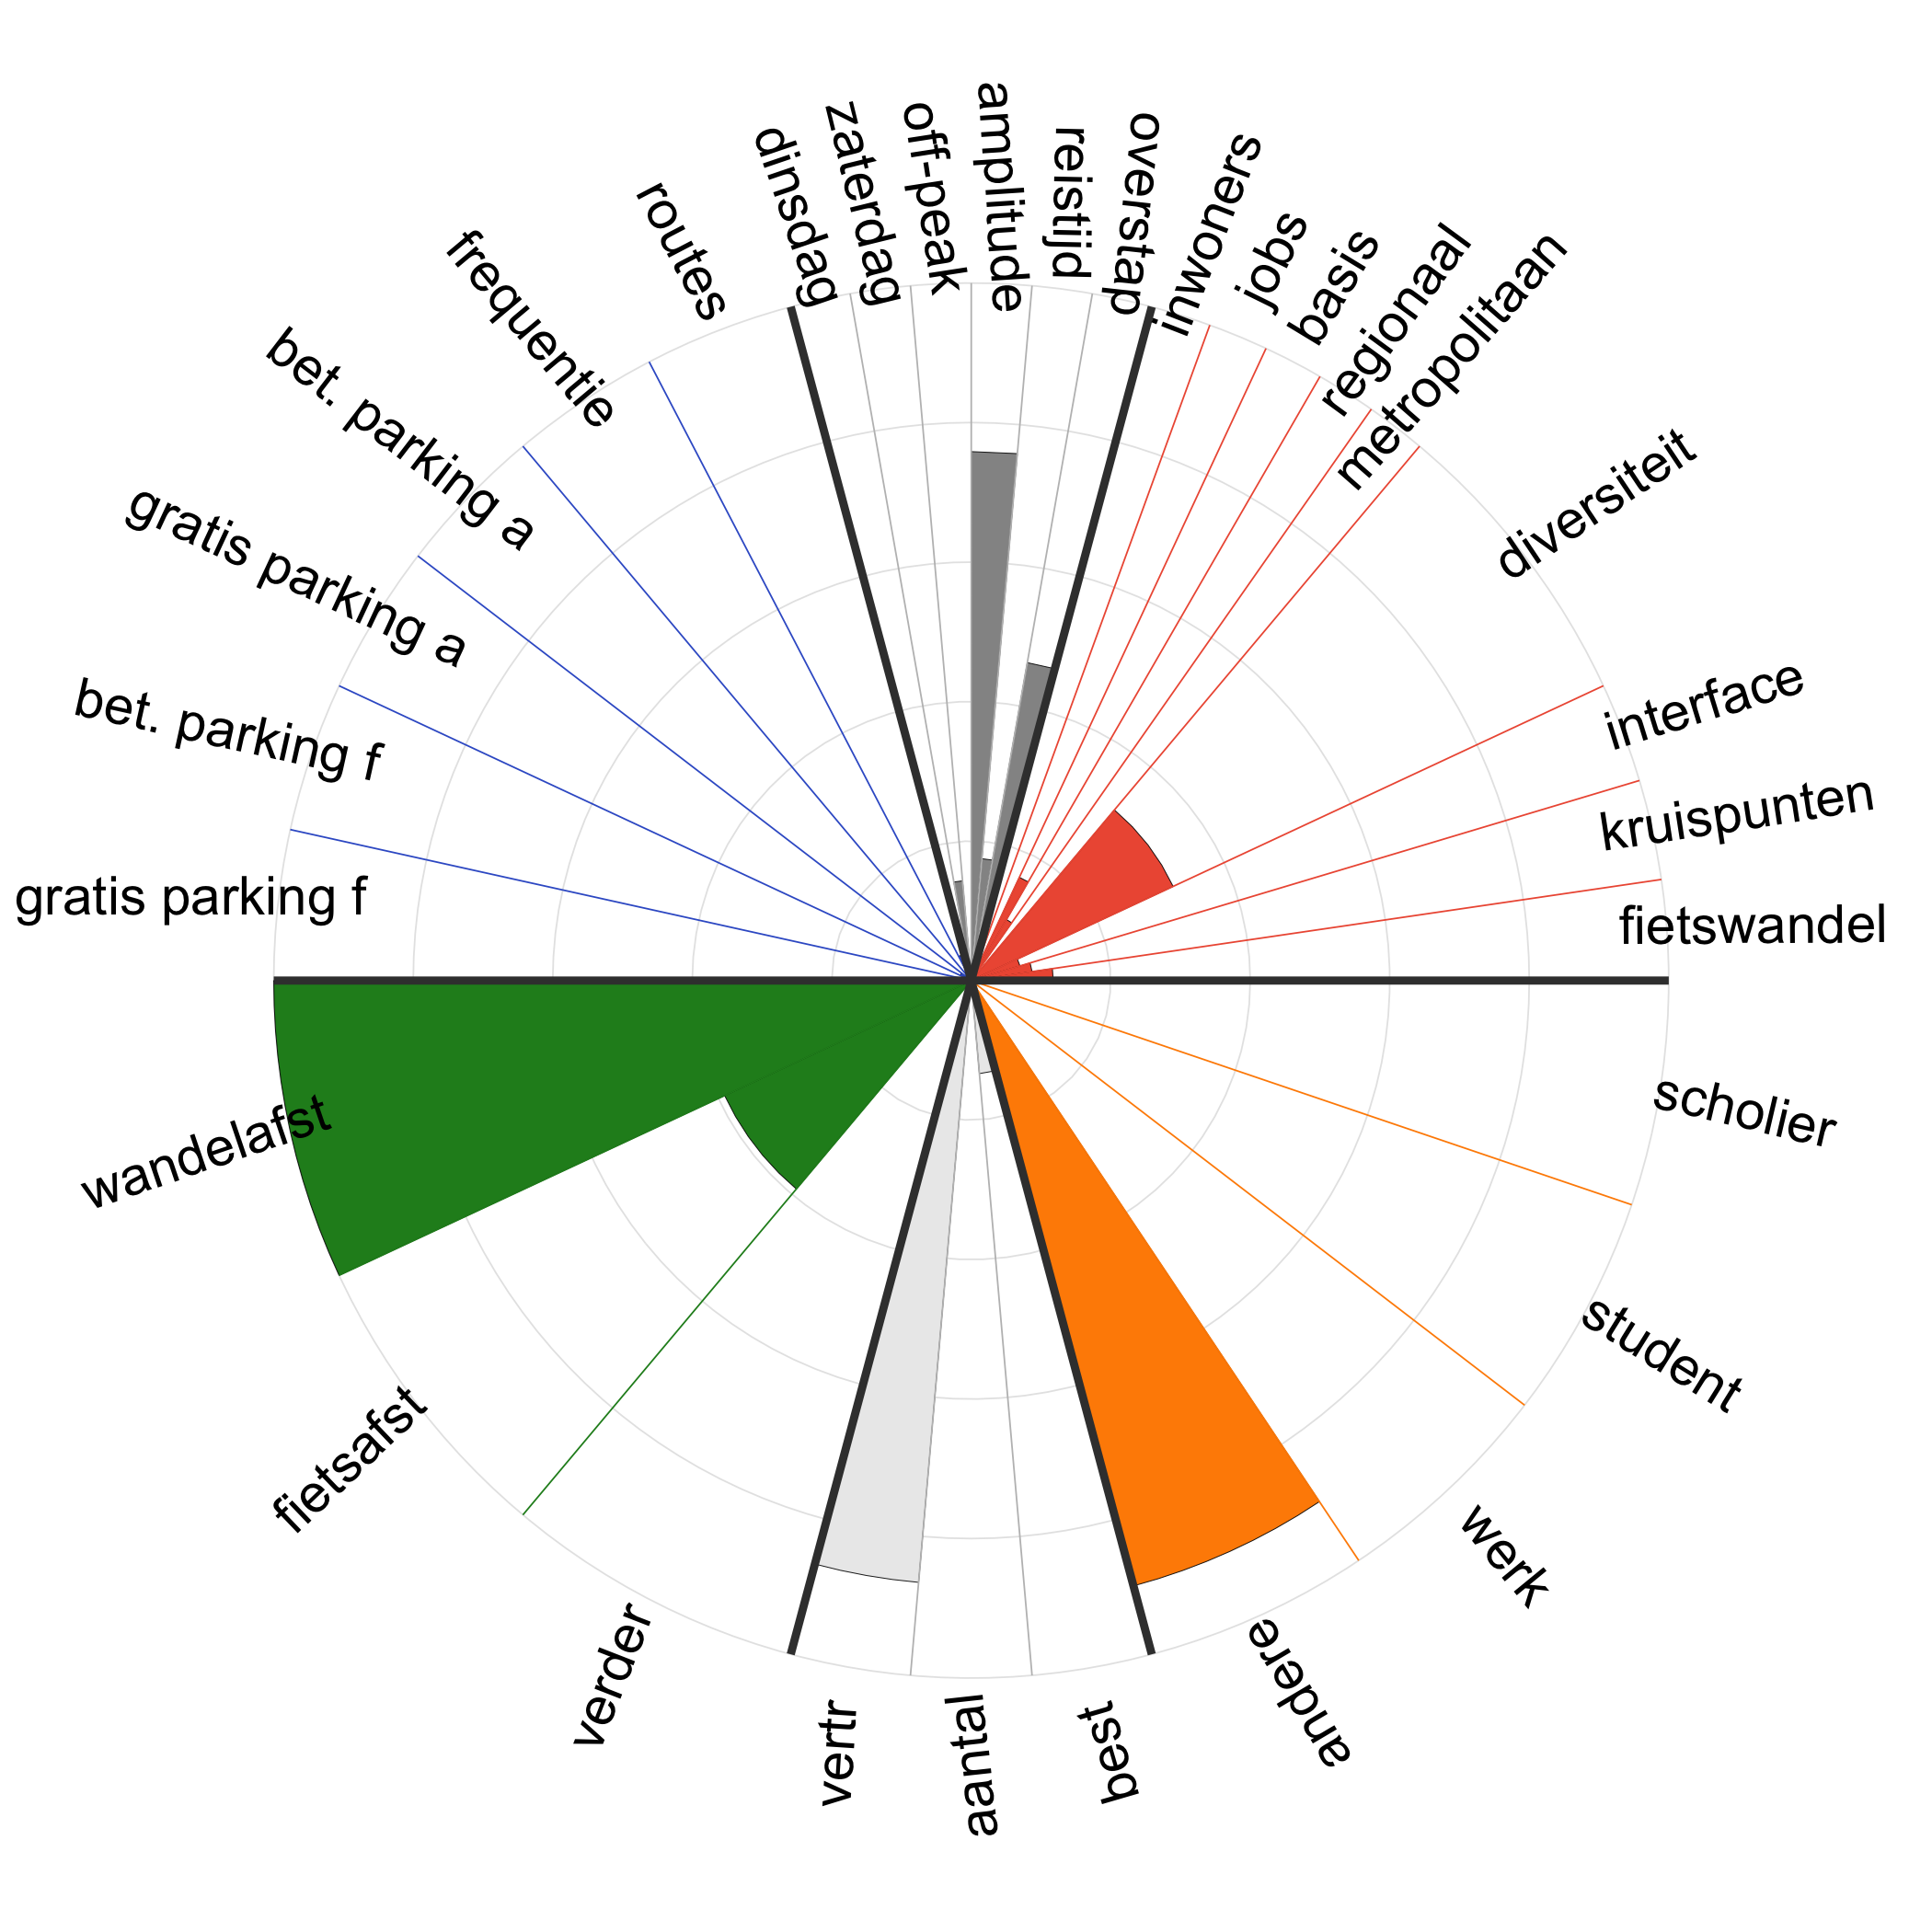 dinsdag
zaterdag
off-peak
amplitude
reistijd
overstap
inwoners
jobs
basis
regionaal
metropolitaan
diversiteit
interface
kruispunten
fietswandel
scholier
student
werk
andere
best
aantal
vertr
verder
fietsafst
wandelafst
gratis parking f
bet. parking f
gratis parking a
bet. parking a
frequentie
routes